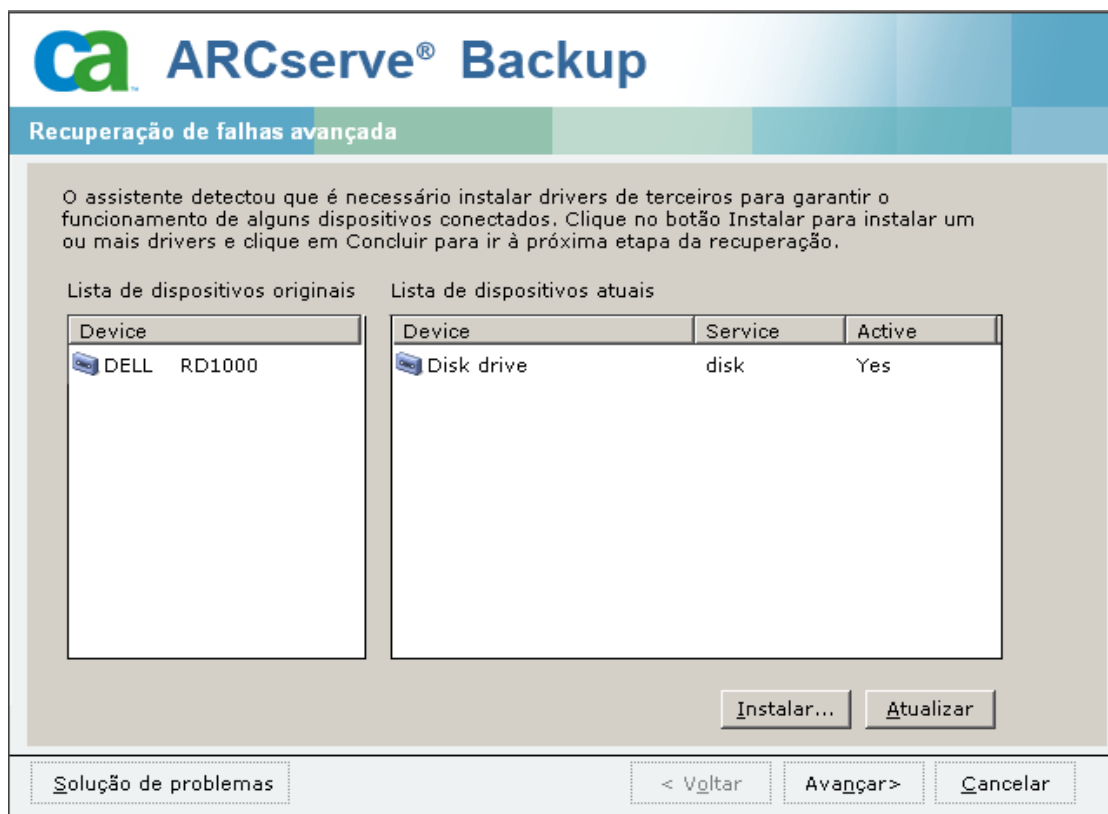 ca™ ARCserve® Backup
Recuperação de falhas avançada
O assistente detectou que é necessário instalar drivers de terceiros para garantir o
funcionamento de alguns dispositivos conectados. Clique no botão Instalar para instalar um
ou mais drivers e clique em Concluir para ir à próxima etapa da recuperação.
Lista de dispositivos originais Lista de dispositivos atuais
Device Device Service Active
DELL RD1000 Disk drive disk Yes
Instalar... Atualizar
Solução de problemas < Voltar Avançar> Cancelar